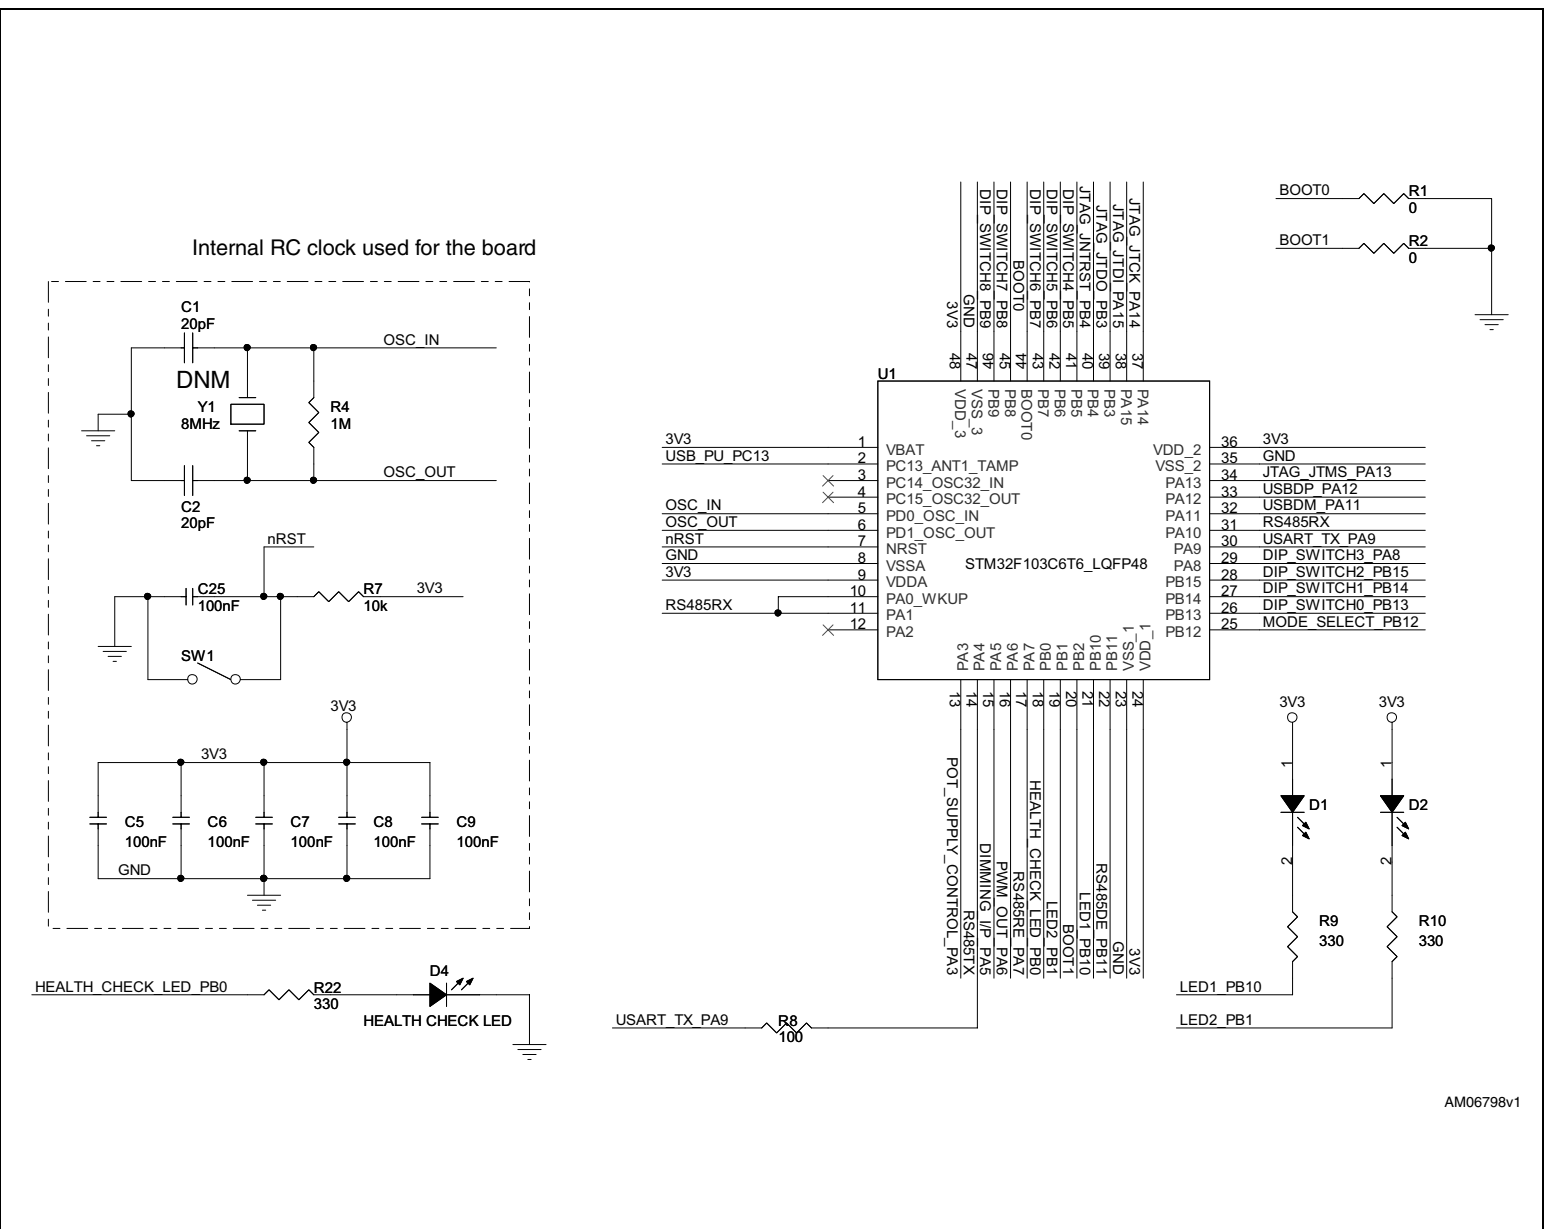 Internal RC clock used for the board
C1
20pF
OSC_IN
DNM
Y1
8MHz
R4
1M
OSC_OUT
C2
20pF
nRST
C25
100nF
R7
10k
3V3
SW1
3V3
3V3
C5
100nF
C6
100nF
C7
100nF
C8
100nF
C9
100nF
GND
HEALTH_CHECK_LED_PB0
R22
330
D4
HEALTH CHECK LED
3V3
GND
DIP_SWITCH8_PB9
DIP_SWITCH7_PB8
BOOT0
DIP_SWITCH6_PB7
DIP_SWITCH5_PB6
DIP_SWITCH4_PB5
JTAG_JNTRST_PB4
JTAG_JTDO_PB3
JTAG_JTDI_PA15
JTAG_JTCK_PA14
48
47
46
45
44
43
42
41
40
39
38
37
U1
VDD_3
VSS_3
PB9
PB8
BOOT0
PB7
PB6
PB5
PB4
PB3
PA15
PA14
3V3 1 VBAT
USB_PU_PC13 2 PC13_ANT1_TAMP
3 PC14_OSC32_IN
4 PC15_OSC32_OUT
OSC_IN 5 PD0_OSC_IN
OSC_OUT 6 PD1_OSC_OUT
nRST 7 NRST
GND 8 VSSA
3V3 9 VDDA
10 PA0_WKUP
RS485RX 11 PA1
12 PA2
STM32F103C6T6_LQFP48
VDD_2 36 3V3
VSS_2 35 GND
PA13 34 JTAG_JTMS_PA13
PA12 33 USBDP_PA12
PA11 32 USBDM_PA11
PA10 31 RS485RX
PA9 30 USART_TX_PA9
PA8 29 DIP_SWITCH3_PA8
PB15 28 DIP_SWITCH2_PB15
PB14 27 DIP_SWITCH1_PB14
PB13 26 DIP_SWITCH0_PB13
PB12 25 MODE_SELECT_PB12
PA3
PA4
PA5
PA6
PA7
PB0
PB1
PB2
PB10
PB11
VSS_1
VDD_1
13
14
15
16
17
18
19
20
21
22
23
24
POT_SUPPLY_CONTROL_PA3
RS485TX
DIMMING I/P_PA5
PWM_OUT_PA6
RS485RE_PA7
HEALTH_CHECK_LED_PB0
LED2_PB1
BOOT1
LED1_PB10
RS485DE_PB11
GND
3V3
USART_TX_PA9
R8
100
BOOT0
R1
0
BOOT1
R2
0
3V3
3V3
1
1
D1
D2
2
2
R9
330
R10
330
LED1_PB10
LED2_PB1
AM06798v1